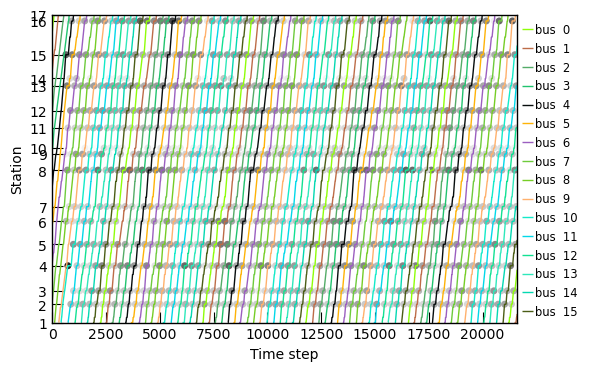 17
16
15
14
13
12
11
10
9
8
7
6
5
4
3
2
1
Station
0 2500 5000 7500 10000 12500 15000 17500 20000
Time step
bus 0
bus 1
bus 2
bus 3
bus 4
bus 5
bus 6
bus 7
bus 8
bus 9
bus 10
bus 11
bus 12
bus 13
bus 14
bus 15